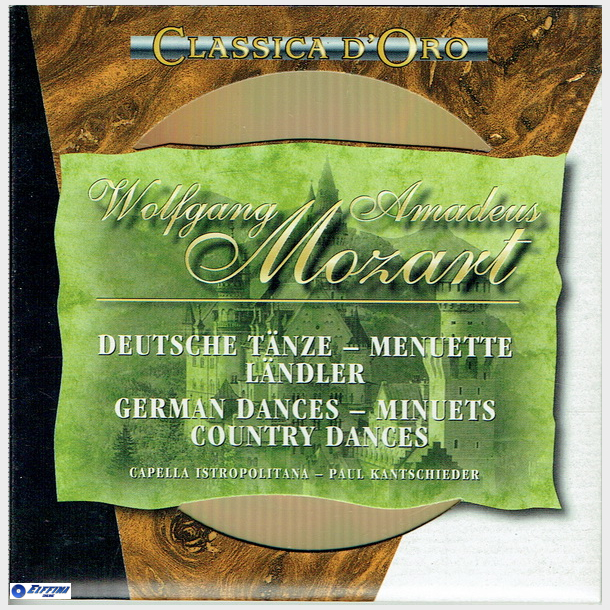 CLASSICA D'ORO
Wolfgang Amadeus
Mozart
DEUTSCHE TÄNZE – MENUETTE
LÄNDLER
GERMAN DANCES – MINUETS
COUNTRY DANCES
CAPELLA ISTROPOLITANA – PAUL KANTSCHIEDER